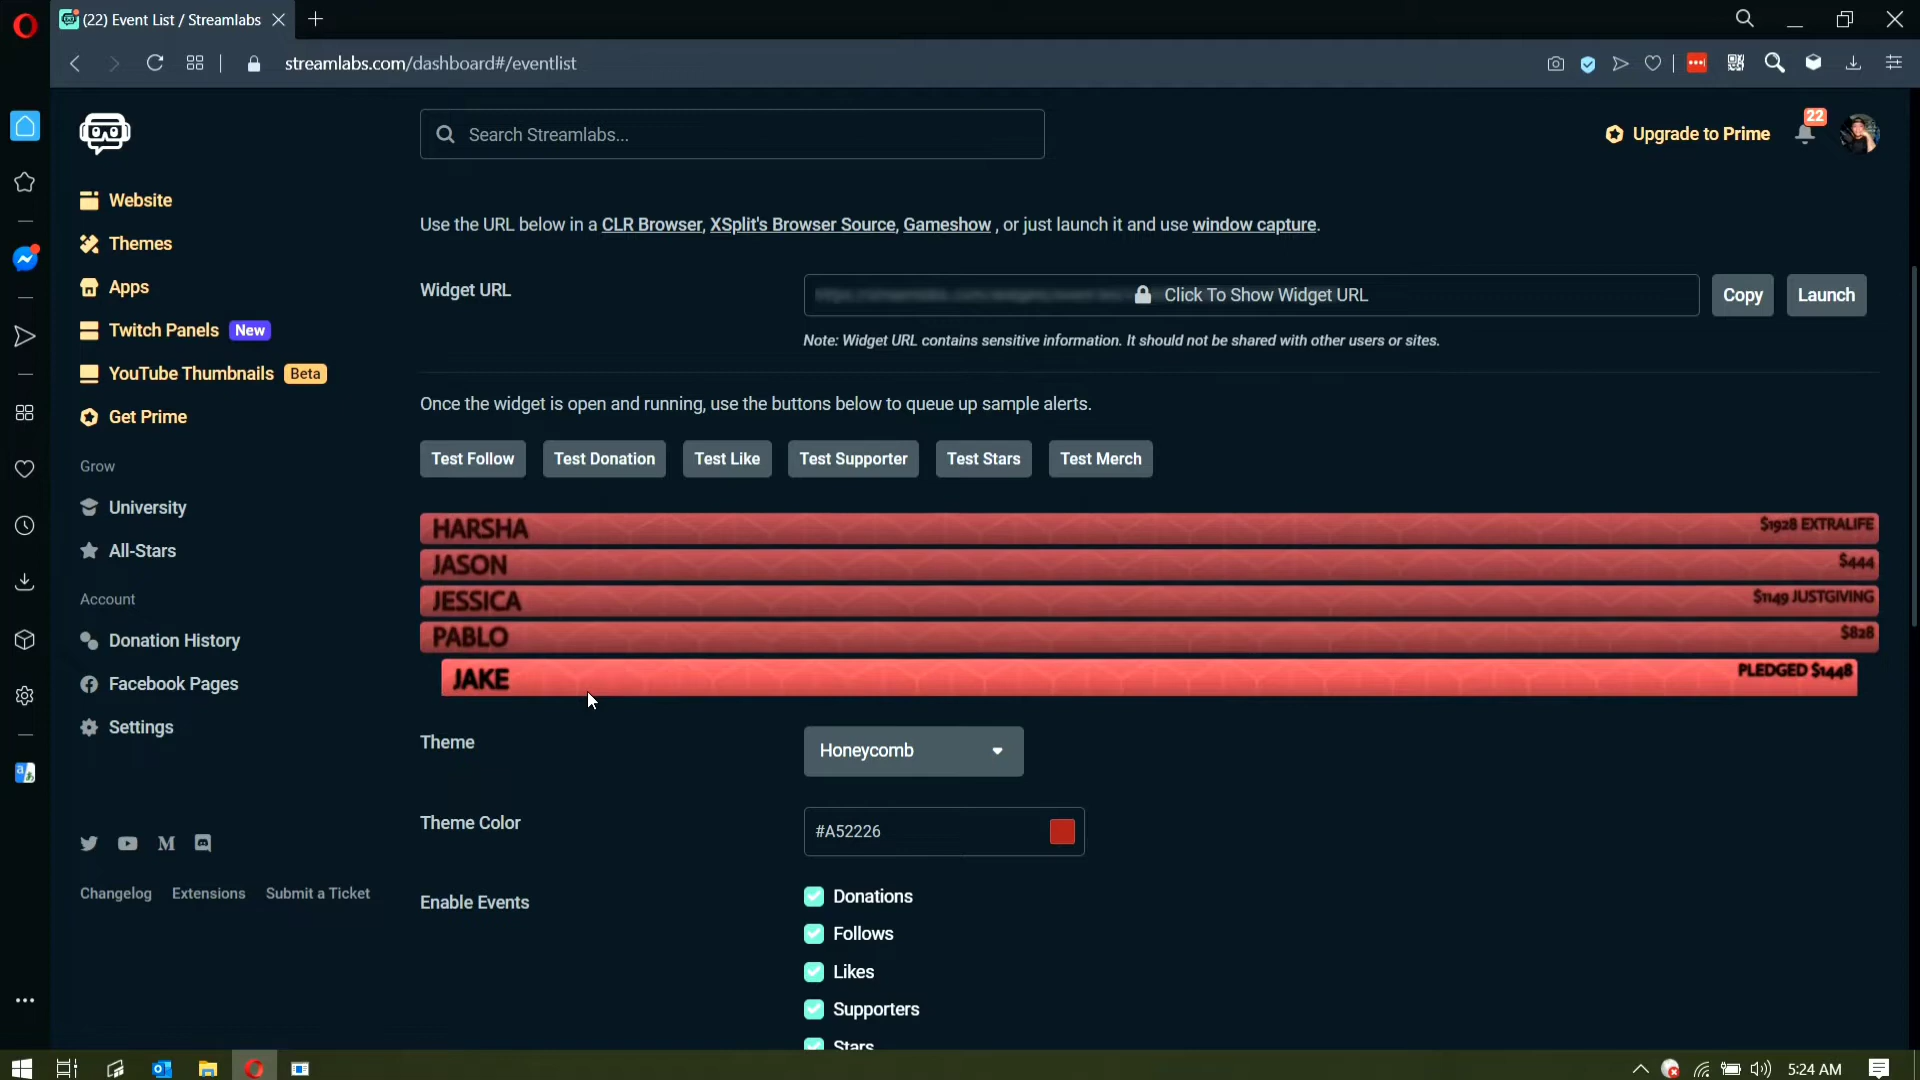 (22) Event List / Streamlabs
streamlabs.com/dashboard#/eventlist
Search Streamlabs...
Upgrade to Prime
22
Website
Themes
Apps
Twitch Panels New
YouTube Thumbnails Beta
Get Prime
Grow
University
All-Stars
Account
Donation History
Facebook Pages
Settings
Changelog Extensions Submit a Ticket
Use the URL below in a CLR Browser, XSplit's Browser Source, Gameshow , or just launch it and use window capture.
Widget URL
Click To Show Widget URL
Copy
Launch
Note: Widget URL contains sensitive information. It should not be shared with other users or sites.
Once the widget is open and running, use the buttons below to queue up sample alerts.
Test Follow Test Donation Test Like Test Supporter Test Stars Test Merch
HARSHA $1928 EXTRALIFE
JASON $444
JESSICA $1149 JUSTGIVING
PABLO $828
JAKE PLEDGED $1448
Theme
Honeycomb
Theme Color
#A52226
Enable Events
Donations
Follows
Likes
Supporters
Stars
5:24 AM